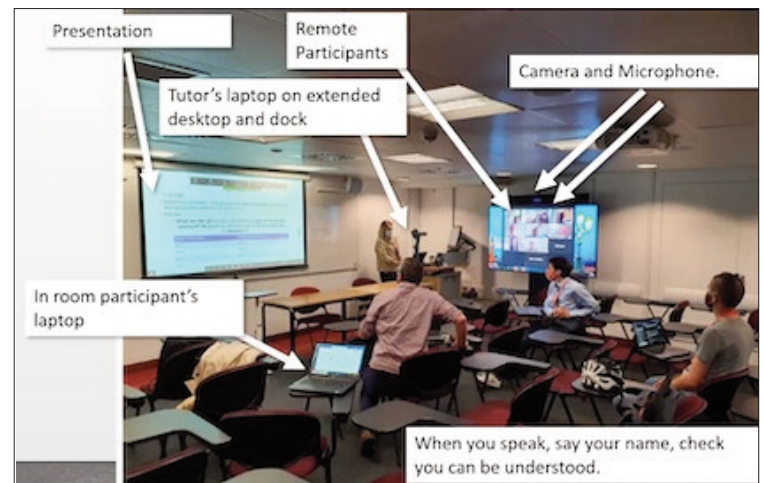 Presentation
Remote
Participants
Camera and Microphone.
Tutor's laptop on extended
desktop and dock
In room participant's
laptop
When you speak, say your name, check
you can be understood.